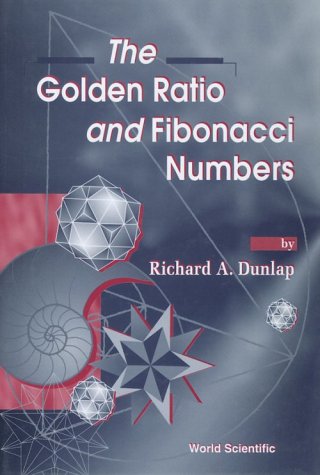 The
Golden Ratio
and Fibonacci
Numbers
by
Richard A. Dunlap
World Scientific